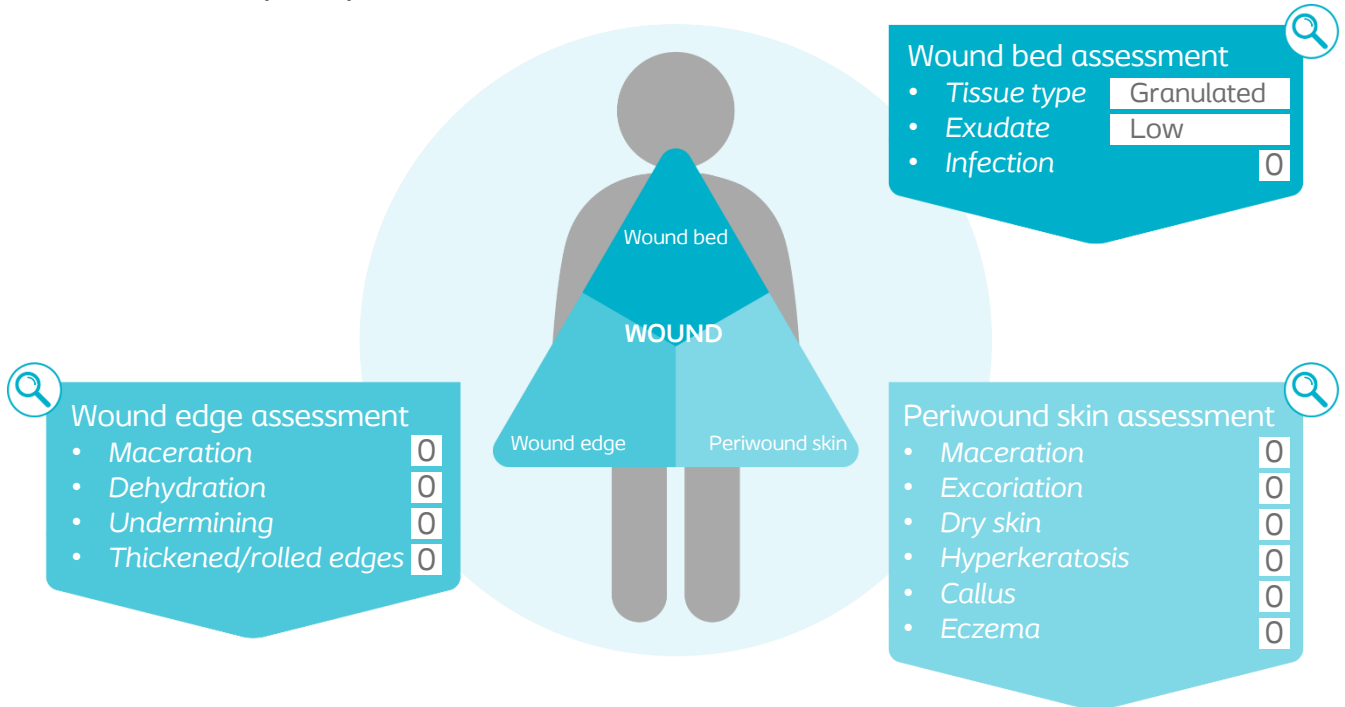 Wound bed assessment
• Tissue type Granulated
• Exudate Low
• Infection 0
Wound bed
WOUND
Wound edge
Periwound skin
Wound edge assessment
• Maceration 0
• Dehydration 0
• Undermining 0
• Thickened/rolled edges 0
Periwound skin assessment
• Maceration 0
• Excoriation 0
• Dry skin 0
• Hyperkeratosis 0
• Callus 0
• Eczema 0